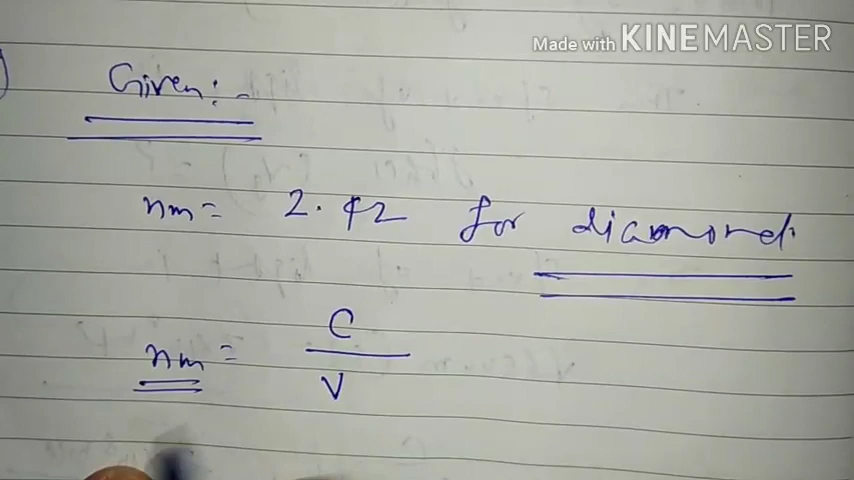 Made with KINEMASTER
Given:-
nm = 2.42 for diamond.
nm = C
V